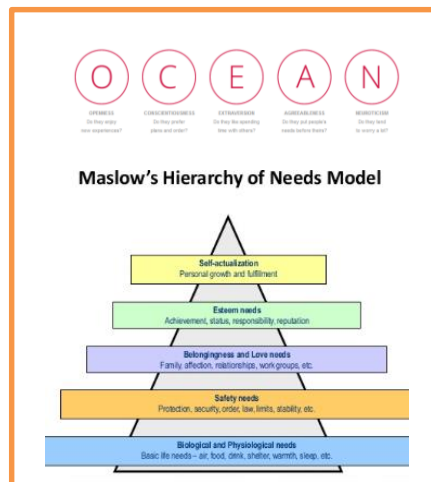 O C E A N
OPENNESS CONSCIENTIOUSNESS EXTRAVERSION AGREEABLENESS NEUROTICISM
Do they enjoy Do they prefer Do they like spending Do they put people's Do they tend
new experiences? plans and order? time with others? needs before theirs? to worry a lot?
Maslow's Hierarchy of Needs Model
Self-actualization
Personal growth and fulfillment
Esteem needs
Achievement, status, responsibility, reputation
Belongingness and Love needs
Family, affection, relationships, work groups, etc.
Safety needs
Protection, security, order, law, limits, stability, etc.
Biological and Physiological needs
Basic life needs – air, food, drink, shelter, warmth, sleep, etc.